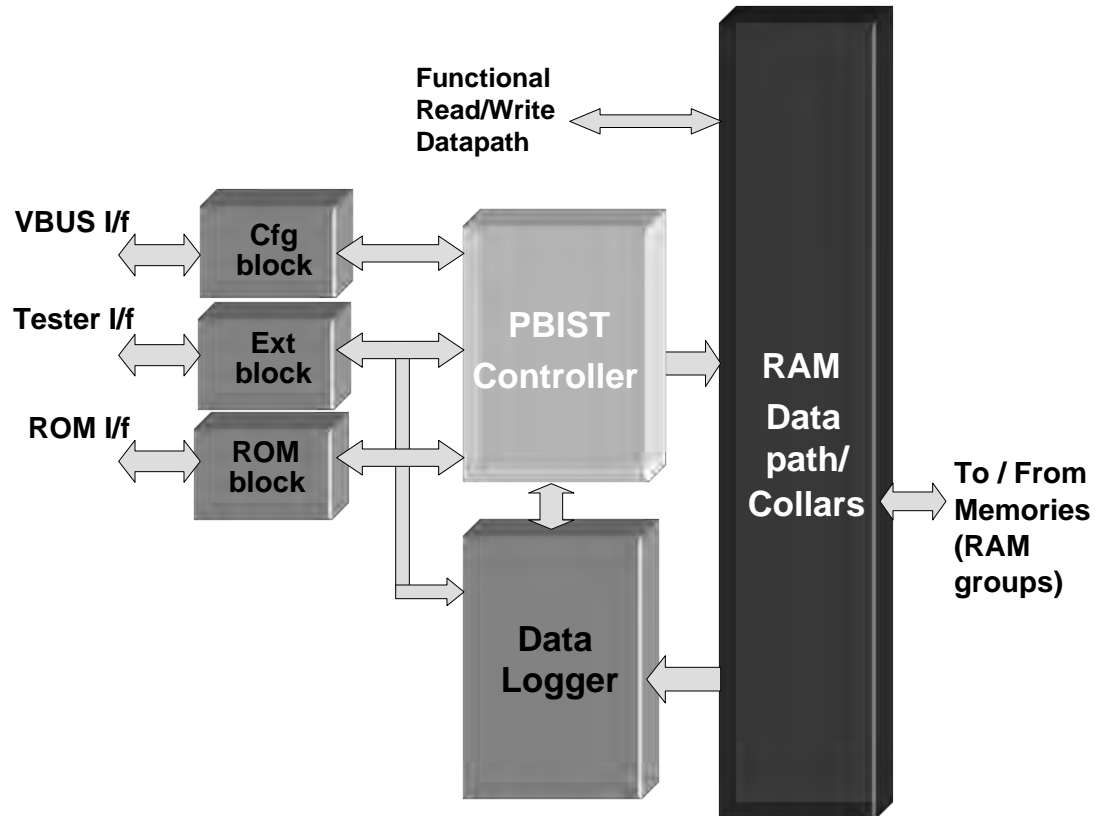 Functional
Read/Write
Datapath
VBUS I/f
Cfg
block
Tester I/f
Ext
block
ROM I/f
ROM
block
PBIST
Controller
RAM
Data
path/
Collars
To / From
Memories
(RAM
groups)
Data
Logger